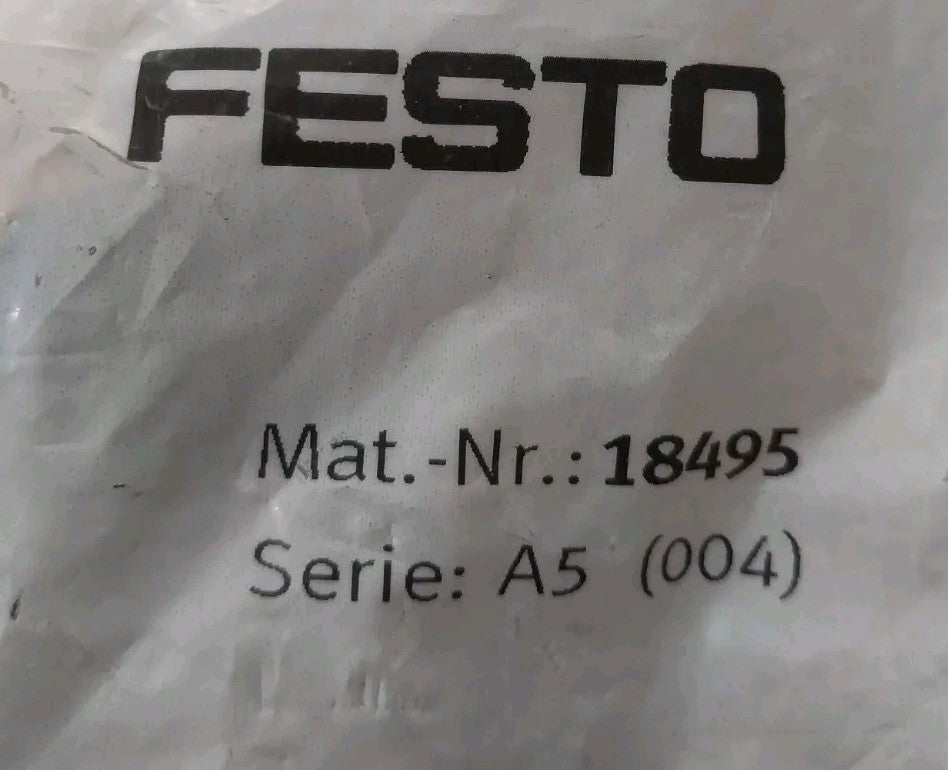 FESTO
Mat.-Nr.: 18495
Serie: A5 (004)